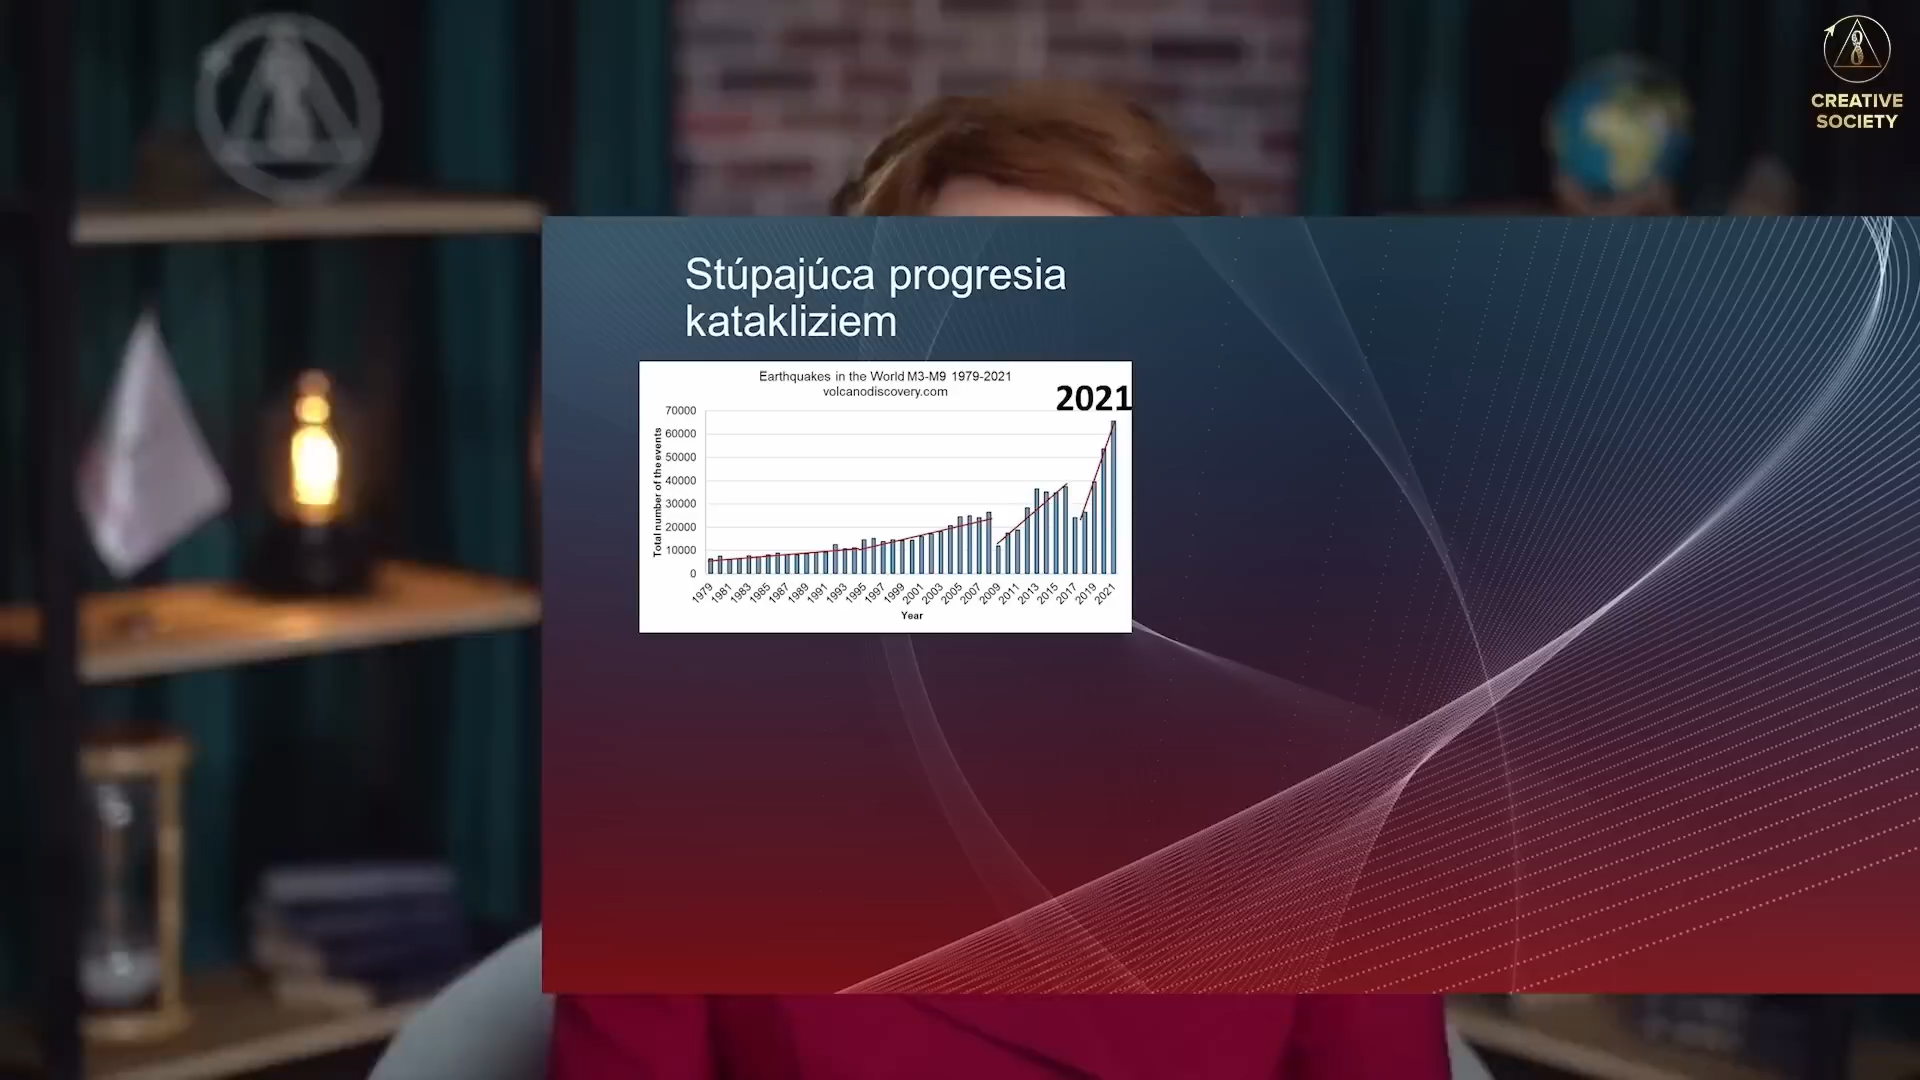 CREATIVE
SOCIETY
Stúpajúca progresia
katakliziem
Earthquakes in the World M3-M9 1979-2021
volcanodiscovery.com
2021
Total number of the events
70000
60000
50000
40000
30000
20000
10000
0
1979 1981 1983 1985 1987 1989 1991 1993 1995 1997 1999 2001 2003 2005 2007 2009 2011 2013 2015 2017 2019 2021
Year